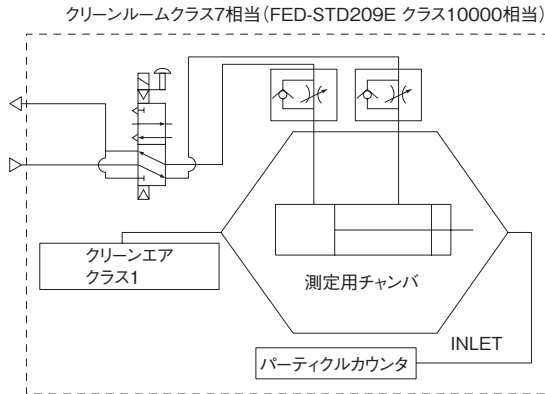 クリーンルームクラス7相当(FED-STD209E クラス10000相当)
クリーンエア
クラス1
測定用チャンバ
INLET
パーティクルカウンタ